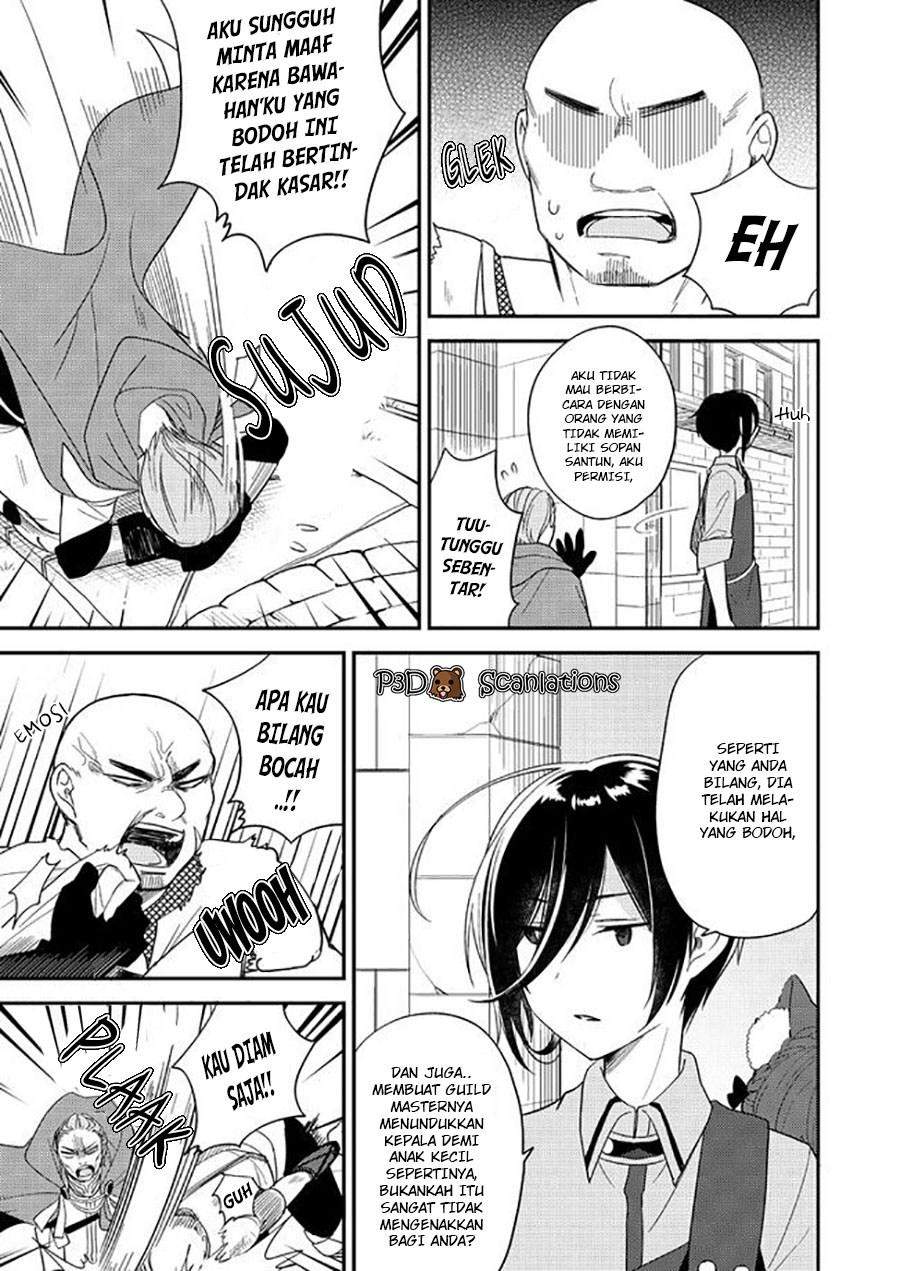 GLEK
EH
AKU TIDAK
MAU BERBI-
CARA DENGAN
ORANG YANG
TIDAK MEMI-
LIKI SOPAN
SANTUN, AKU
PERMISI,
Huh
TUU-
TUNGGU
SEBEN-
TAR!
AKU SUNGGUH
MINTA MAAF
KARENA BAWA-
HAN'KU YANG
BODOH INI
TELAH BERTIN-
DAK KASAR!!
SUJUD
P3D Scanlations
SEPERTI
YANG ANDA
BILANG, DIA
TELAH MELA-
KUKAN HAL
YANG BODOH,
DAN JUGA..
MEMBUAT GUILD
MASTERNYA
MENUNDUKKAN
KEPALA DEMI
ANAK KECIL
SEPERTINYA,
BUKANKAH ITU
SANGAT TIDAK
MENGENAKKAN
BAGI ANDA?
APA KAU
BILANG
BOCAH
...!!
EMOSI
UWOOH
KAU DIAM
SAJA!!
PLAAK
GUH